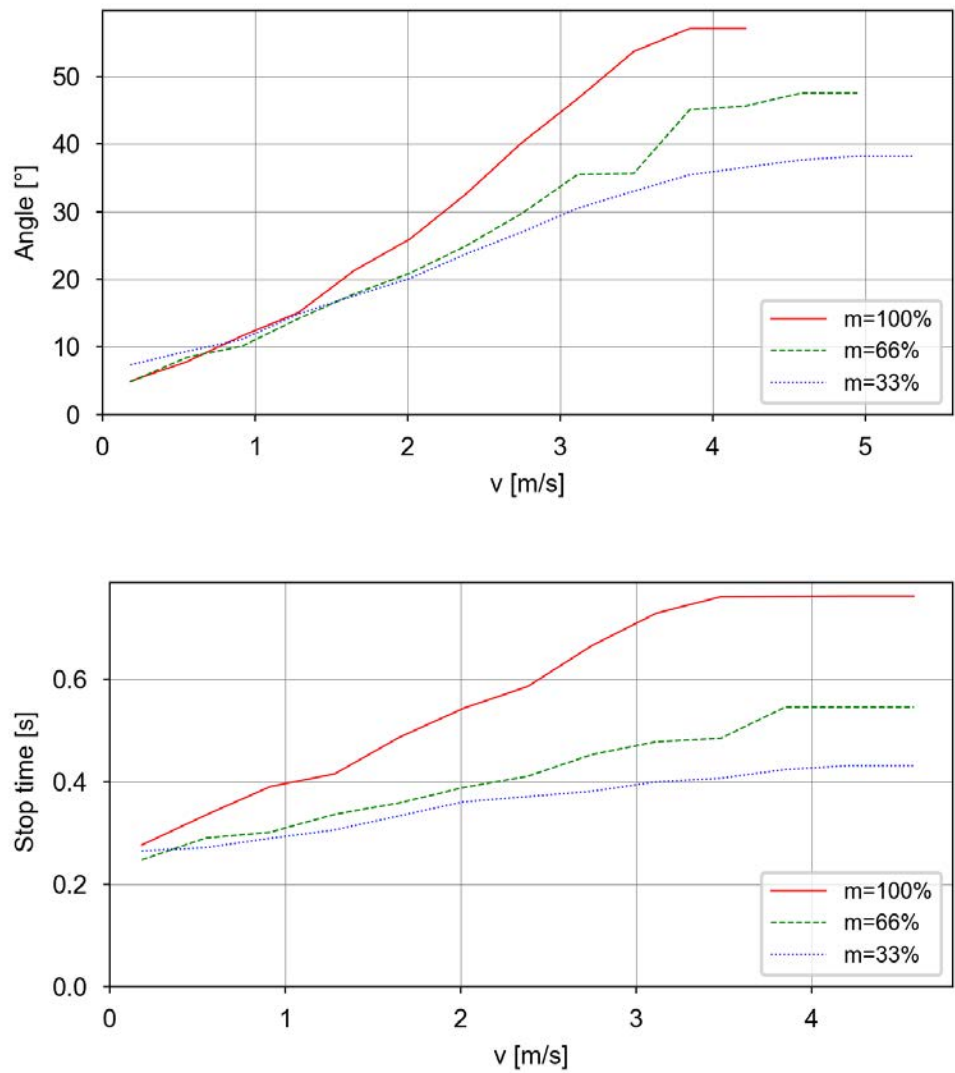 50
40
30
20
10
0
Angle [°]
0 1 2 3 4 5
v [m/s]
m=100%
m=66%
m=33%
0.6
0.4
0.2
0.0
Stop time [s]
0 1 2 3 4
v [m/s]
m=100%
m=66%
m=33%